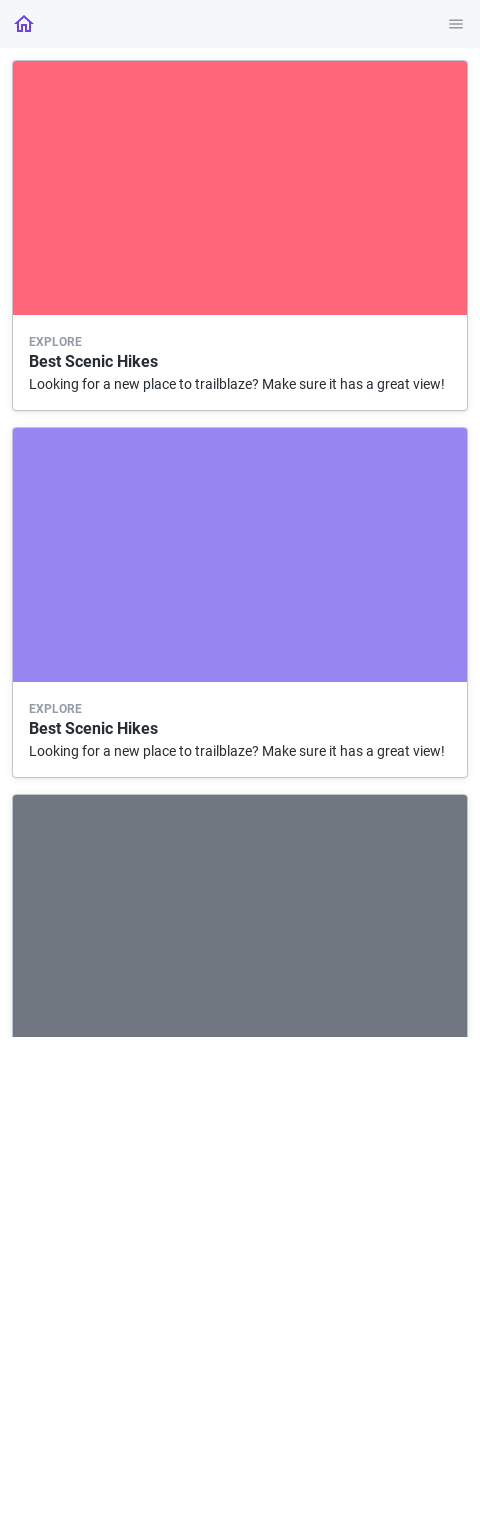 EXPLORE
Best Scenic Hikes
Looking for a new place to trailblaze? Make sure it has a great view!
EXPLORE
Best Scenic Hikes
Looking for a new place to trailblaze? Make sure it has a great view!